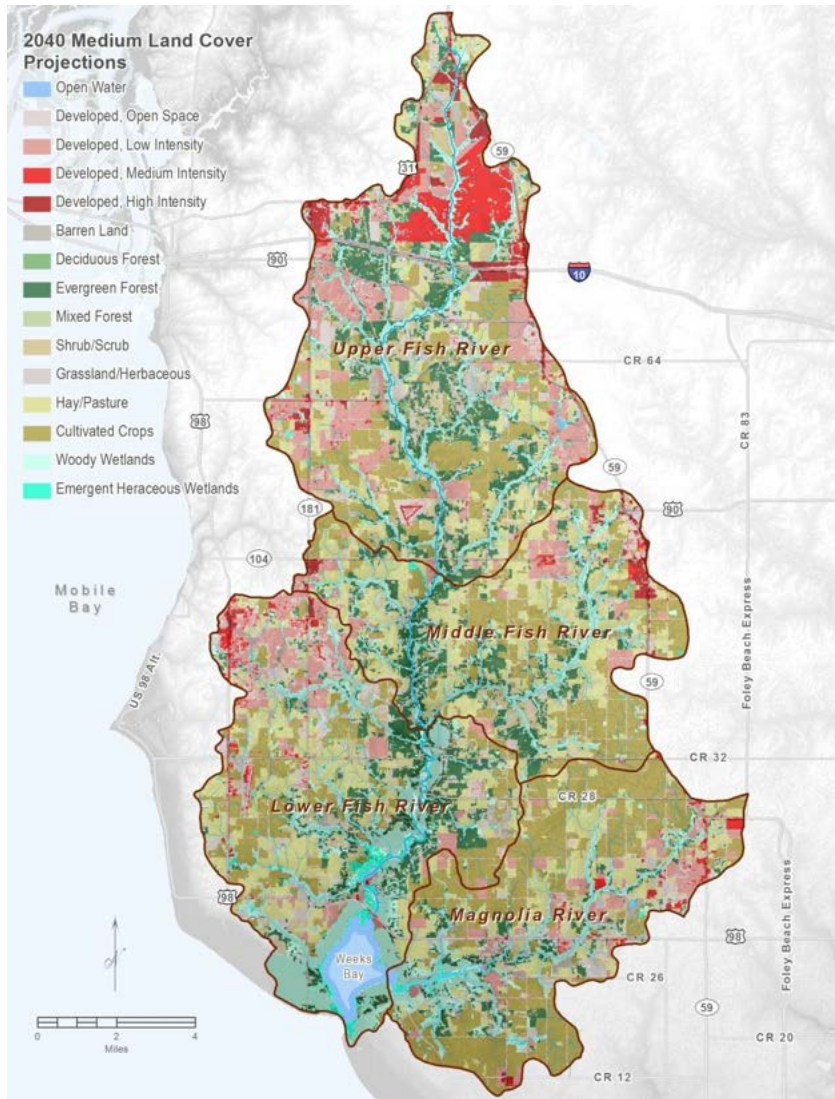 2040 Medium Land Cover
Projections
Open Water
Developed, Open Space
Developed, Low Intensity
Developed, Medium Intensity
Developed, High Intensity
Barren Land
Deciduous Forest
Evergreen Forest
Mixed Forest
Shrub/Scrub
Grassland/Herbaceous
Hay/Pasture
Cultivated Crops
Woody Wetlands
Emergent Heraceous Wetlands
59
31
90
10
Upper Fish River
CR 64
98
CR 83
59
181
90
104
Mobile
Bay
Middle Fish River
US 98 Alt.
59
Foley Beach Express
CR 32
CR 28
Lower Fish River
98
Magnolia River
98
Foley Beach Express
Weeks
Bay
CR 26
59
CR 20
0 2 4
Miles
CR 12